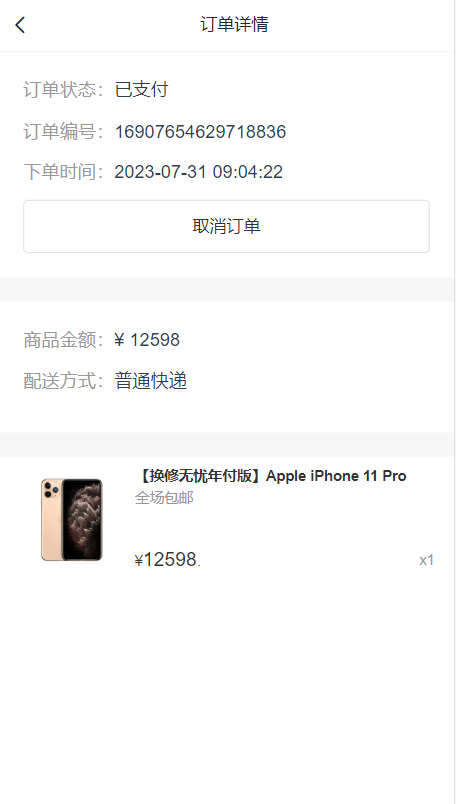 订单详情
订单状态：已支付
订单编号：16907654629718836
下单时间：2023-07-31 09:04:22
取消订单
商品金额：¥ 12598
配送方式：普通快递
【换修无忧年付版】Apple iPhone 11 Pro
全场包邮
¥12598. x1